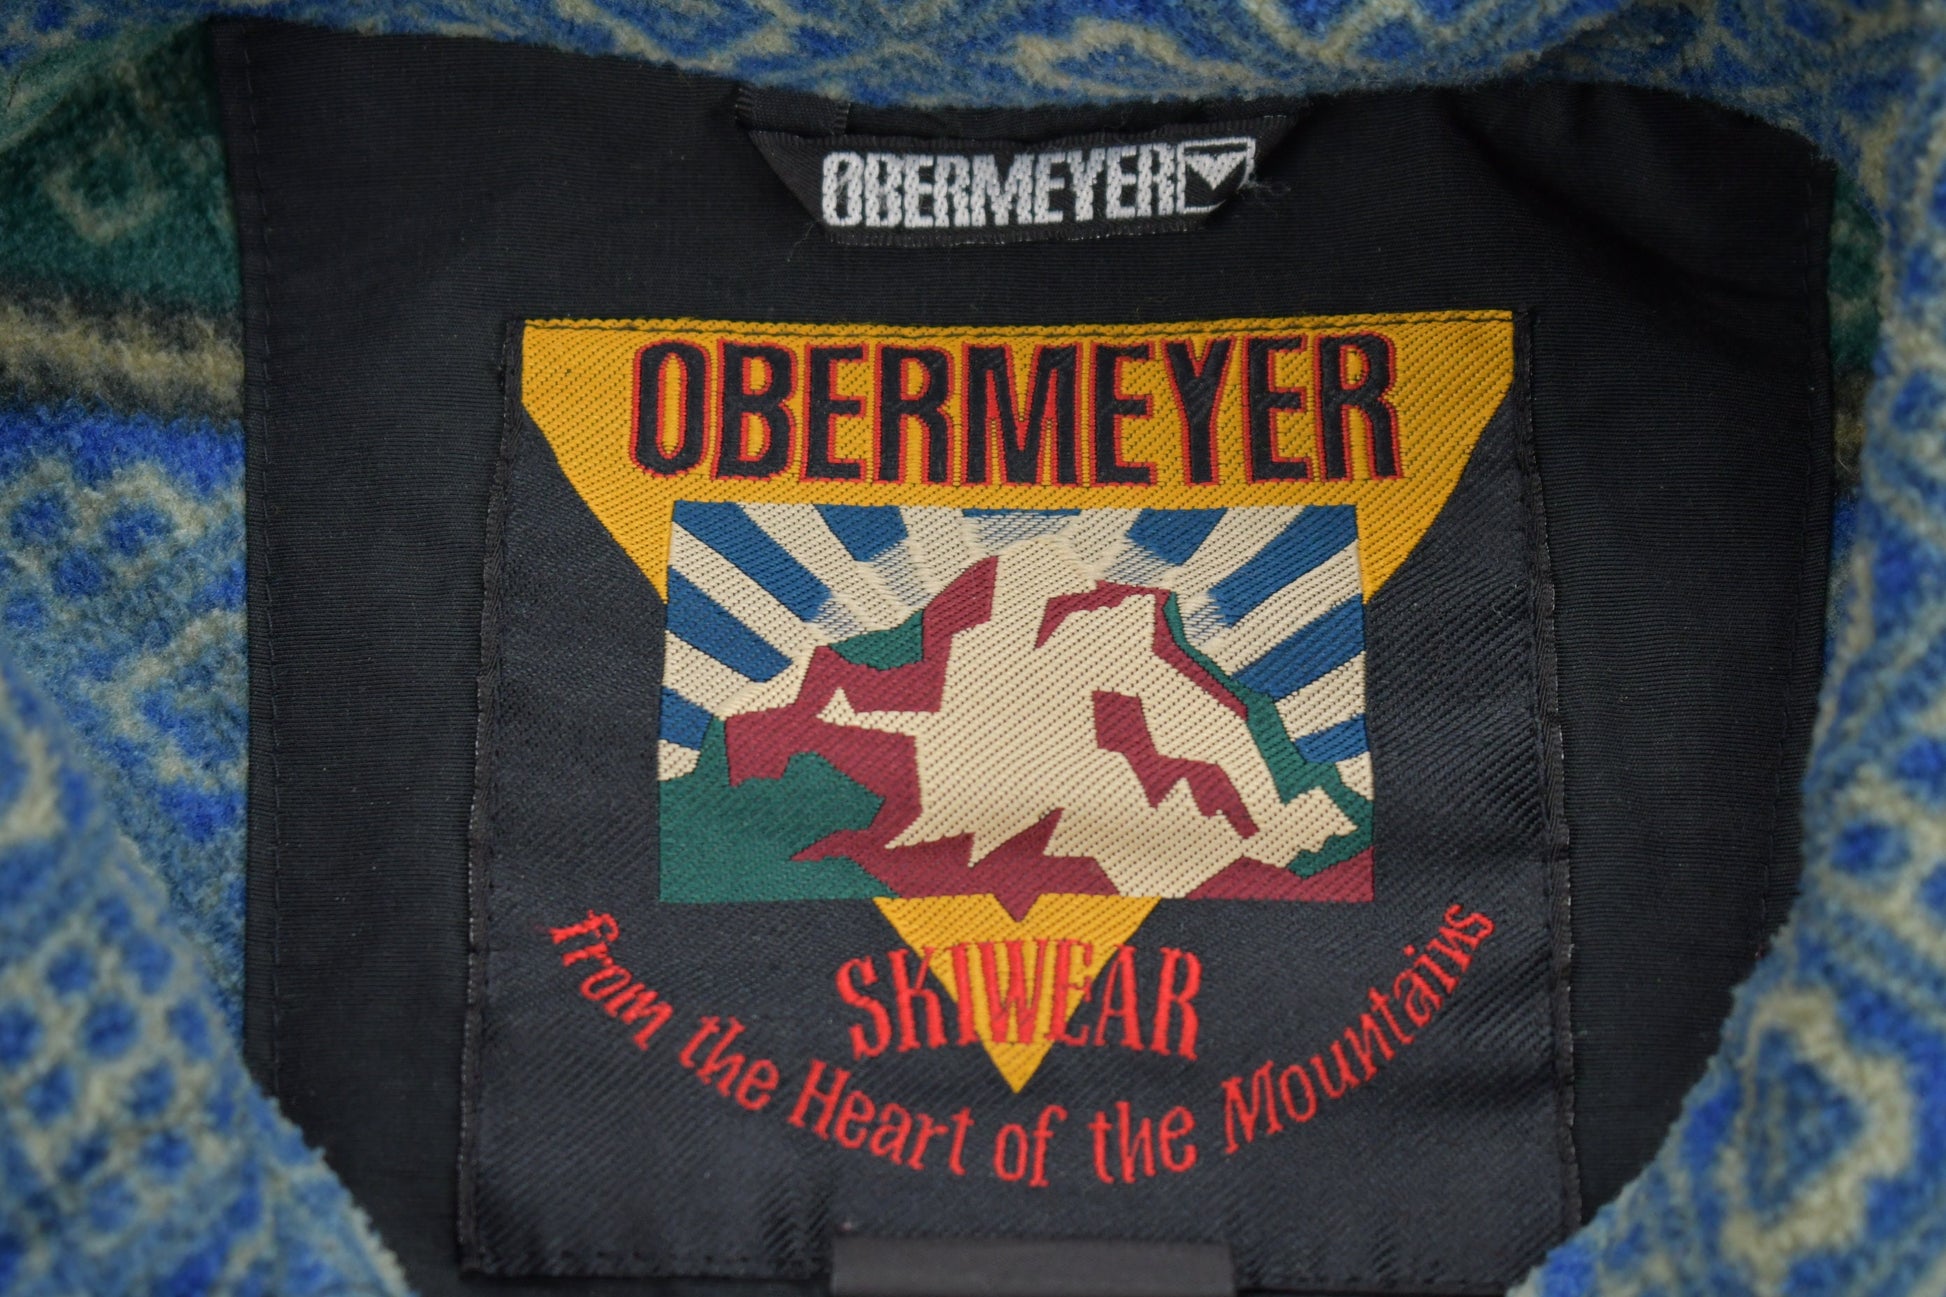 OBERMEYER
OBERMEYER
SKIWEAR
from the Heart of the Mountains